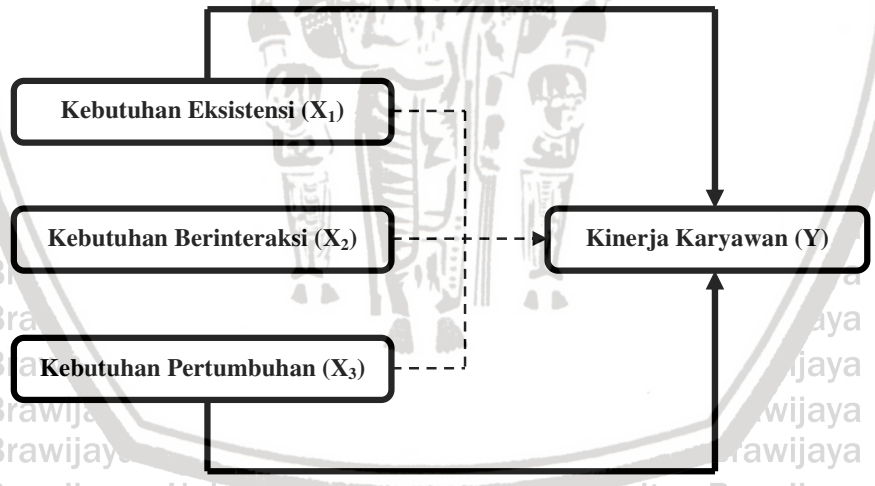 Kebutuhan Eksistensi (X₁)
Kebutuhan Berinteraksi (X₂)
Kinerja Karyawan (Y)
Kebutuhan Pertumbuhan (X₃)